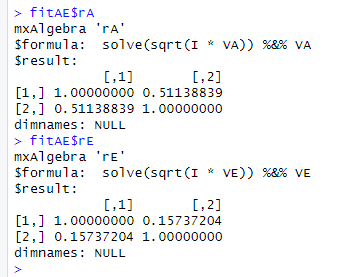 > fitAE$rA
mxAlgebra 'rA'
$formula:  solve(sqrt(I * VA)) %&% VA
$result:
           [,1]       [,2]
[1,] 1.00000000 0.51138839
[2,] 0.51138839 1.00000000
dimnames: NULL
> fitAE$rE
mxAlgebra 'rE'
$formula:  solve(sqrt(I * VE)) %&% VE
$result:
           [,1]       [,2]
[1,] 1.00000000 0.15737204
[2,] 0.15737204 1.00000000
dimnames: NULL
>